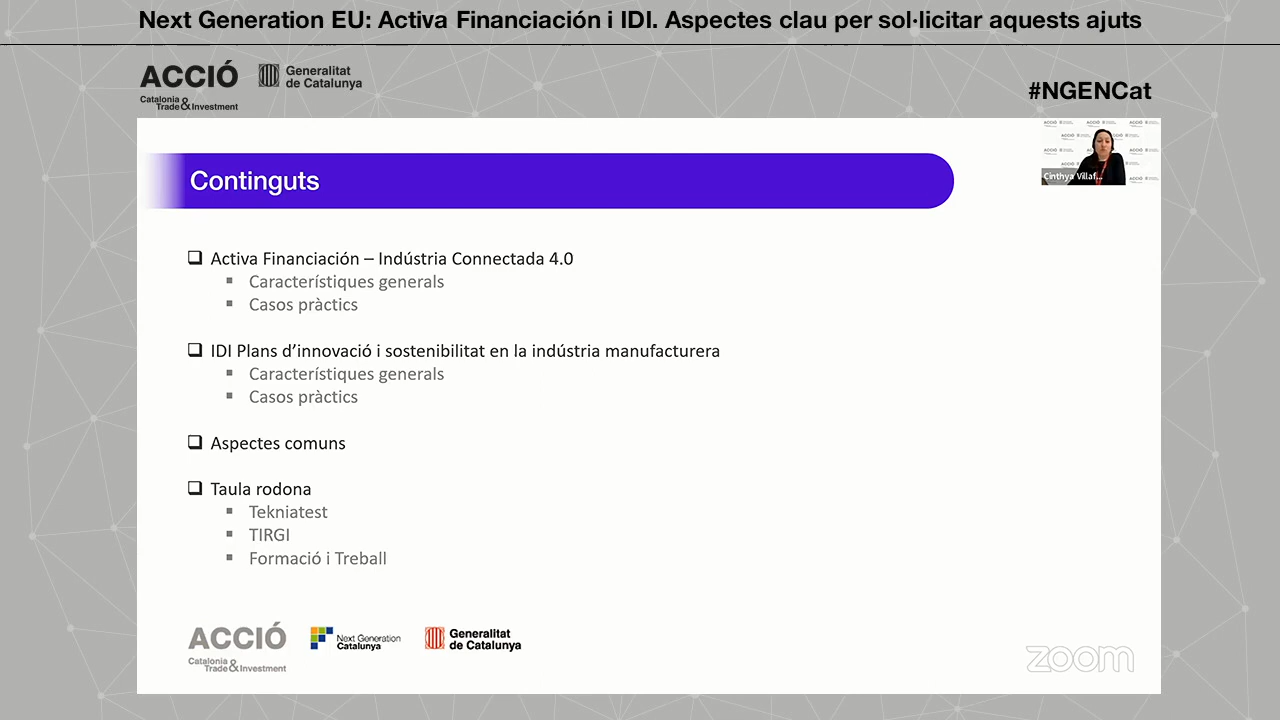 Next Generation EU: Activa Financiación i IDI. Aspectes clau per sol·licitar aquests ajuts
ACCIÓ
Catalonia
Trade & Investment
Generalitat
de Catalunya
#NGENCat
Cinthya Villaf...
Continguts
Activa Financiación – Indústria Connectada 4.0
Característiques generals
Casos pràctics
IDI Plans d’innovació i sostenibilitat en la indústria manufacturera
Característiques generals
Casos pràctics
Aspectes comuns
Taula rodona
Tekniatest
TIRGI
Formació i Treball
ACCIÓ
Catalonia
Trade & Investment
Next Generation
Catalunya
Generalitat
de Catalunya
zoom